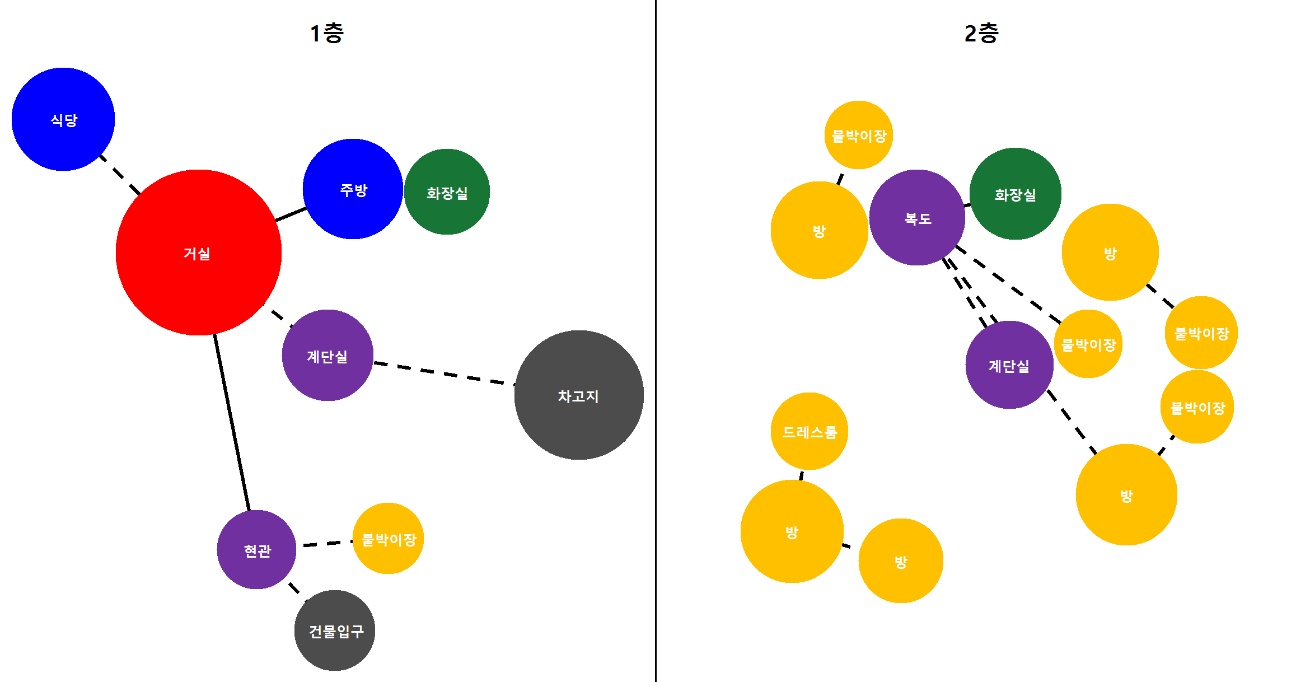 1층
식당
주방
화장실
거실
계단실
차고지
현관
붙박이장
건물입구
2층
붙박이장
화장실
복도
방
방
붙박이장
붙박이장
계단실
붙박이장
드레스룸
방
방
방